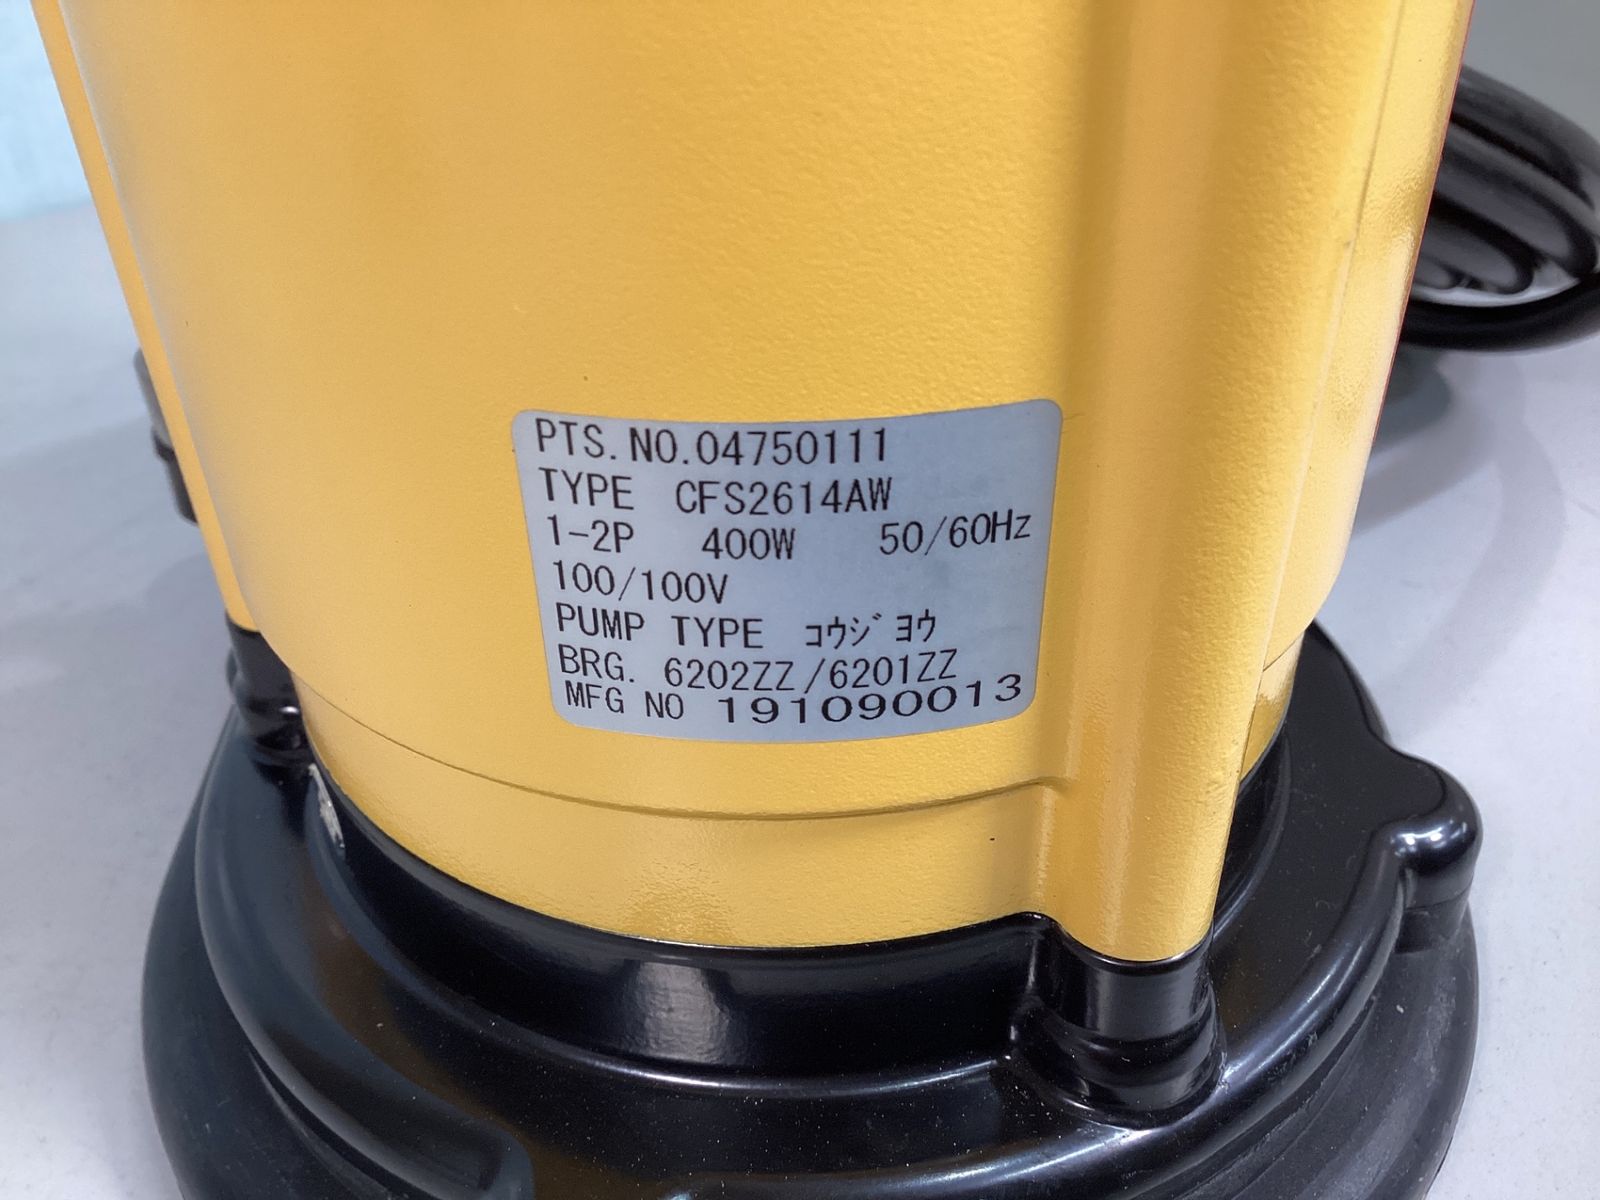 PTS. NO.04750111
TYPE CFS2614AW
1-2P 400W 50/60Hz
100/100V
PUMP TYPE ｺｳｼﾞﾖｳ
BRG. 6202ZZ/6201ZZ
MFG NO 191090013